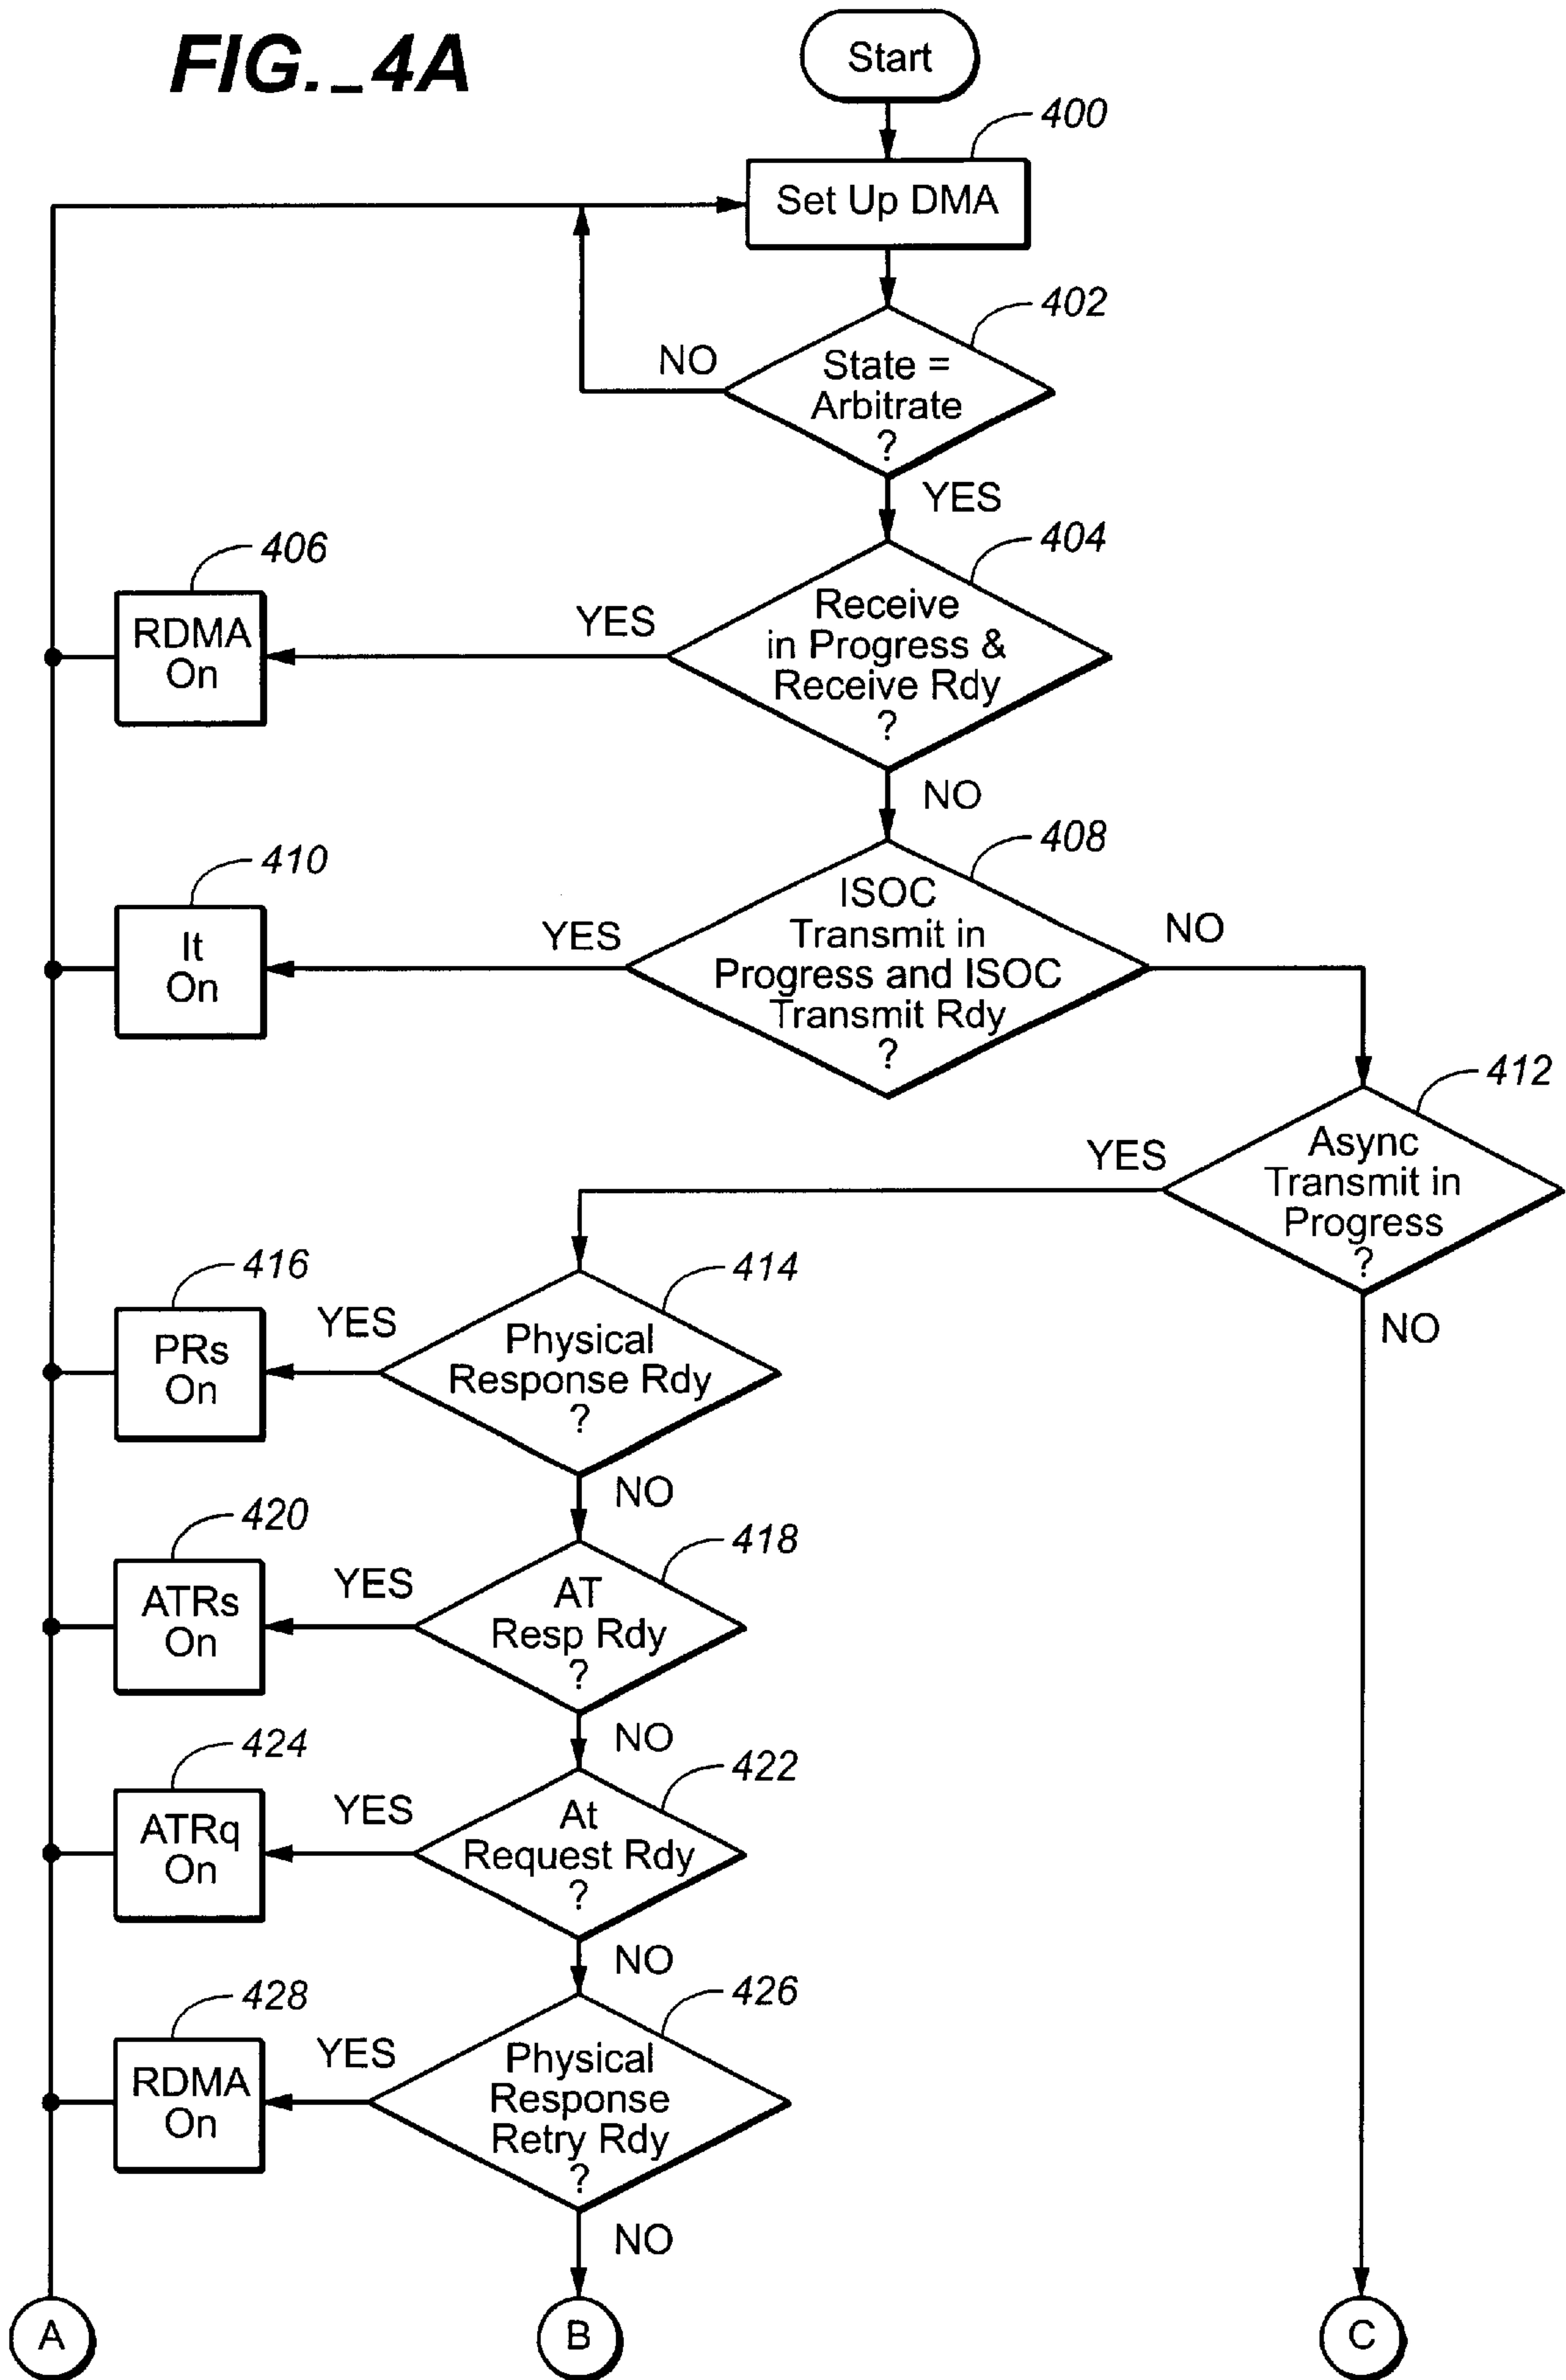 FIG._4A
Start
400
Set Up DMA
402
NO
State =
Arbitrate
?
YES
404
406
Receive
in Progress &
Receive Rdy
?
YES
RDMA
On
NO
408
410
ISOC
Transmit in
Progress and ISOC
Transmit Rdy
?
YES
NO
It
On
412
Async
Transmit in
Progress
?
YES
NO
414
416
Physical
Response Rdy
?
YES
PRs
On
NO
418
420
AT
Resp Rdy
?
YES
ATRs
On
NO
422
424
At
Request Rdy
?
YES
ATRq
On
NO
426
428
Physical
Response
Retry Rdy
?
YES
RDMA
On
NO
A
B
C